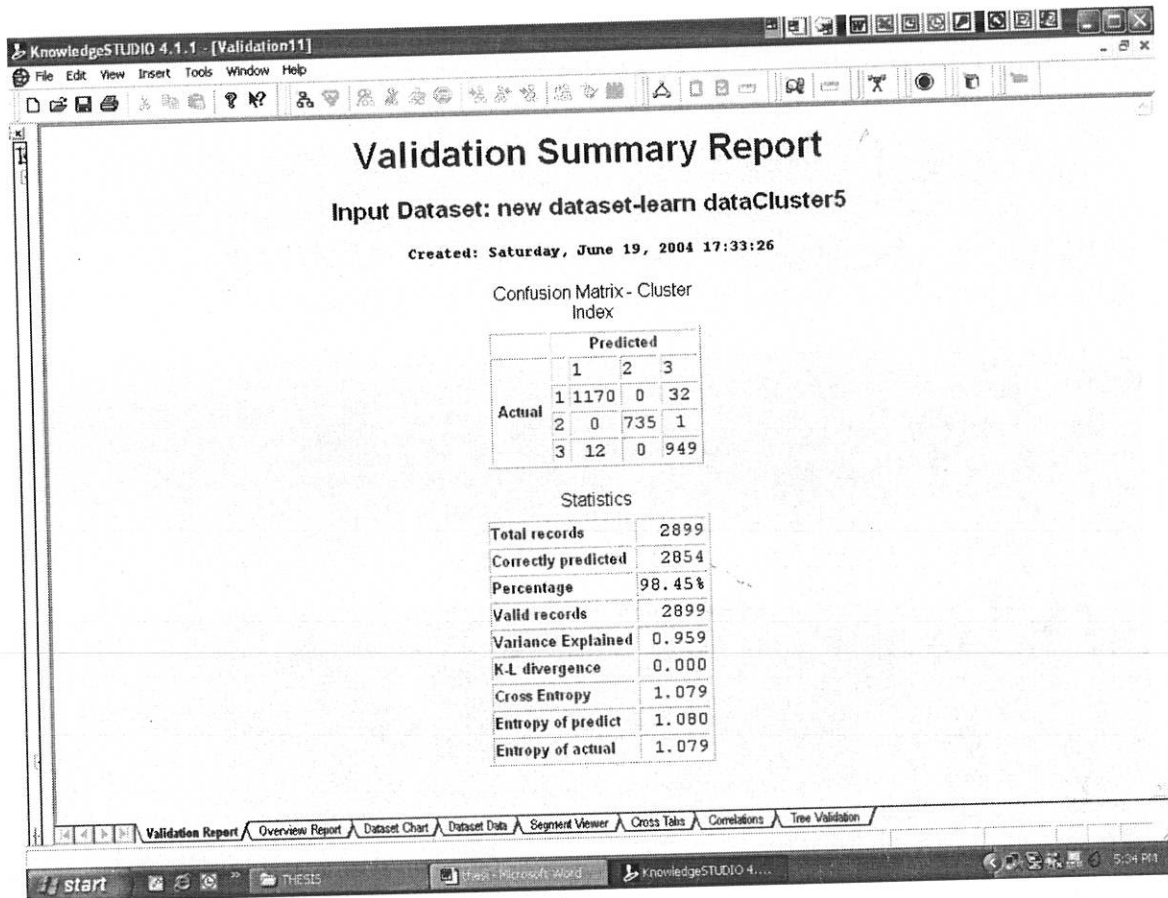 KnowledgeSTUDIO 4.1.1 - [Validation11]
File Edit View Insert Tools Window Help
Validation Summary Report
Input Dataset: new dataset-learn dataCluster5
Created: Saturday, June 19, 2004 17:33:26
Confusion Matrix - Cluster
Index
Predicted
1 2 3
Actual
1 1170 0 32
2 0 735 1
3 12 0 949
Statistics
Total records 2899
Correctly predicted 2854
Percentage 98.45%
Valid records 2899
Variance Explained 0.959
K-L divergence 0.000
Cross Entropy 1.079
Entropy of predict 1.080
Entropy of actual 1.079
Validation Report Overview Report Dataset Chart Dataset Data Segment Viewer Cross Tabs Correlations Tree Validation
start THESIS thesi - Microsoft Word KnowledgeSTUDIO 4.... 5:34 PM